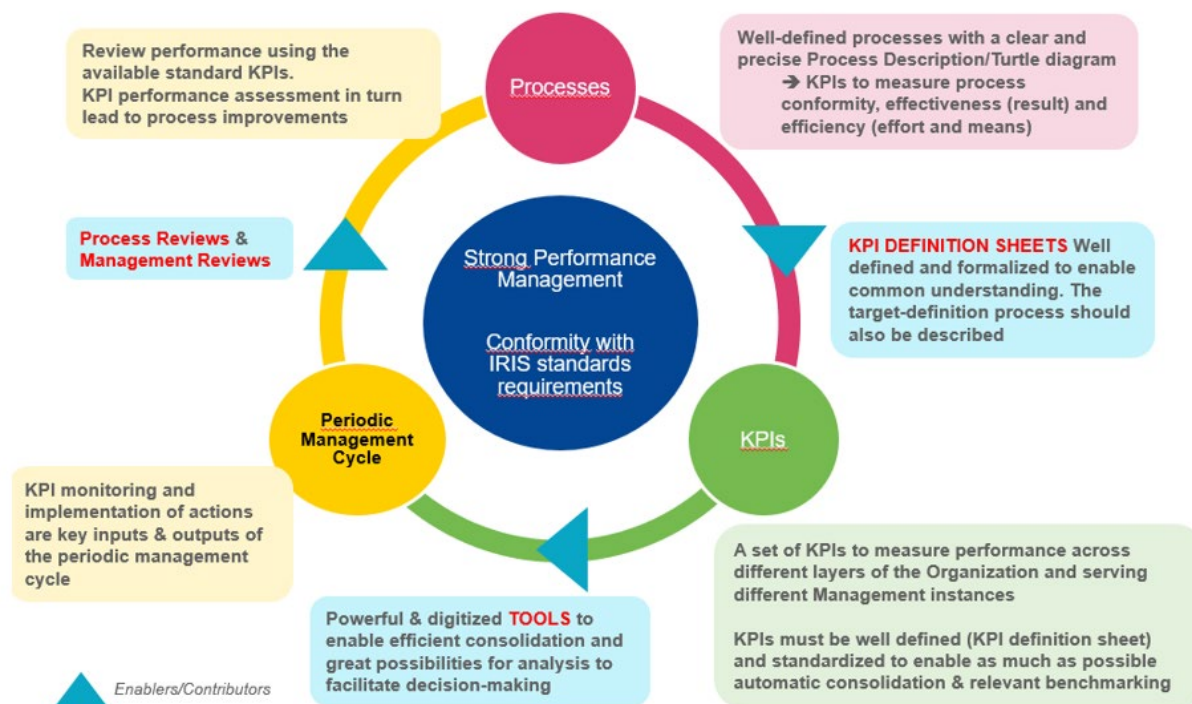 Review performance using the
available standard KPIs.
KPI performance assessment in turn
lead to process improvements
Processes
Well-defined processes with a clear and
precise Process Description/Turtle diagram
➔ KPIs to measure process
conformity, effectiveness (result) and
efficiency (effort and means)
Process Reviews &
Management Reviews
Strong Performance
Management
Conformity with
IRIS standards
requirements
KPI DEFINITION SHEETS Well
defined and formalized to enable
common understanding. The
target-definition process should
also be described
Periodic
Management
Cycle
KPIs
KPI monitoring and
implementation of actions
are key inputs & outputs of
the periodic management
cycle
A set of KPIs to measure performance across
different layers of the Organization and serving
different Management instances
KPIs must be well defined (KPI definition sheet)
and standardized to enable as much as possible
automatic consolidation & relevant benchmarking
Powerful & digitized TOOLS to
enable efficient consolidation and
great possibilities for analysis to
facilitate decision-making
Enablers/Contributors